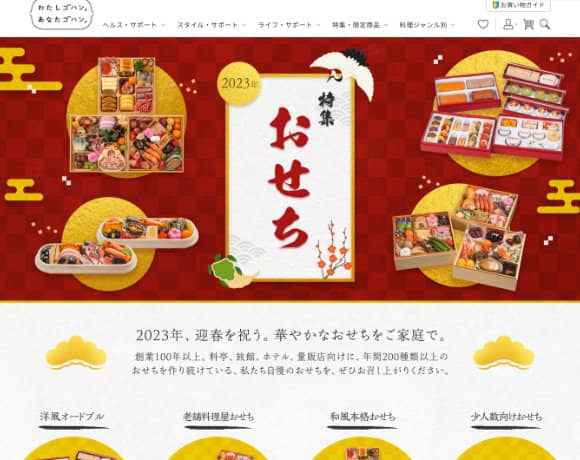 わたしゴハン。
あなたゴハン。
お買い物ガイド
ヘルス・サポート
スタイル・サポート
ライフ・サポート
特集・限定商品
料理ジャンル別
2023年
特集
おせち
2023年、迎春を祝う。華やかなおせちをご家庭で。
創業100年以上。料亭、旅館、ホテル、量販店向けに、年間200種類以上の
おせちを作り続けている、私たち自慢のおせちを、ぜひお召し上がりください。
洋風オードブル
老舗料理屋おせち
和風本格おせち
少人数向けおせち